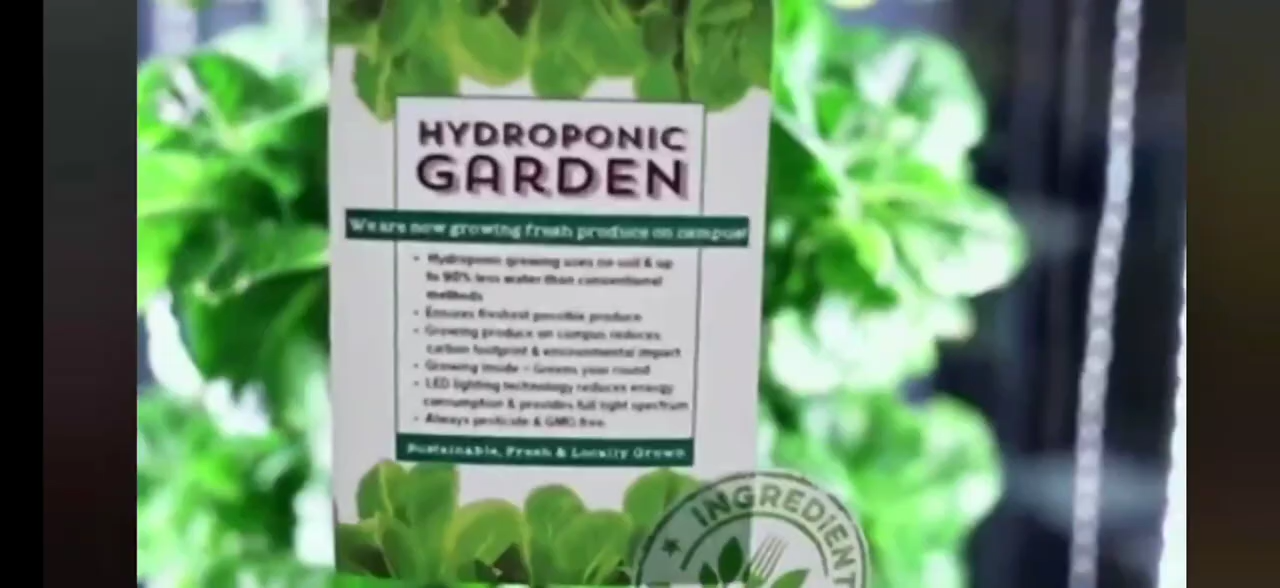 HYDROPONIC
GARDEN
We are now growing fresh produce on campus!
• Hydroponic growing uses no soil & up
to 90% less water than conventional
methods
• Ensures freshest possible produce
• Growing produce on campus reduces
carbon footprint & environmental impact
• Growing inside - Greens year round
• LED lighting technology reduces energy
consumption & provides full light spectrum
• Always pesticide & GMO free
Sustainable, Fresh & Locally Grown
INGREDIENT